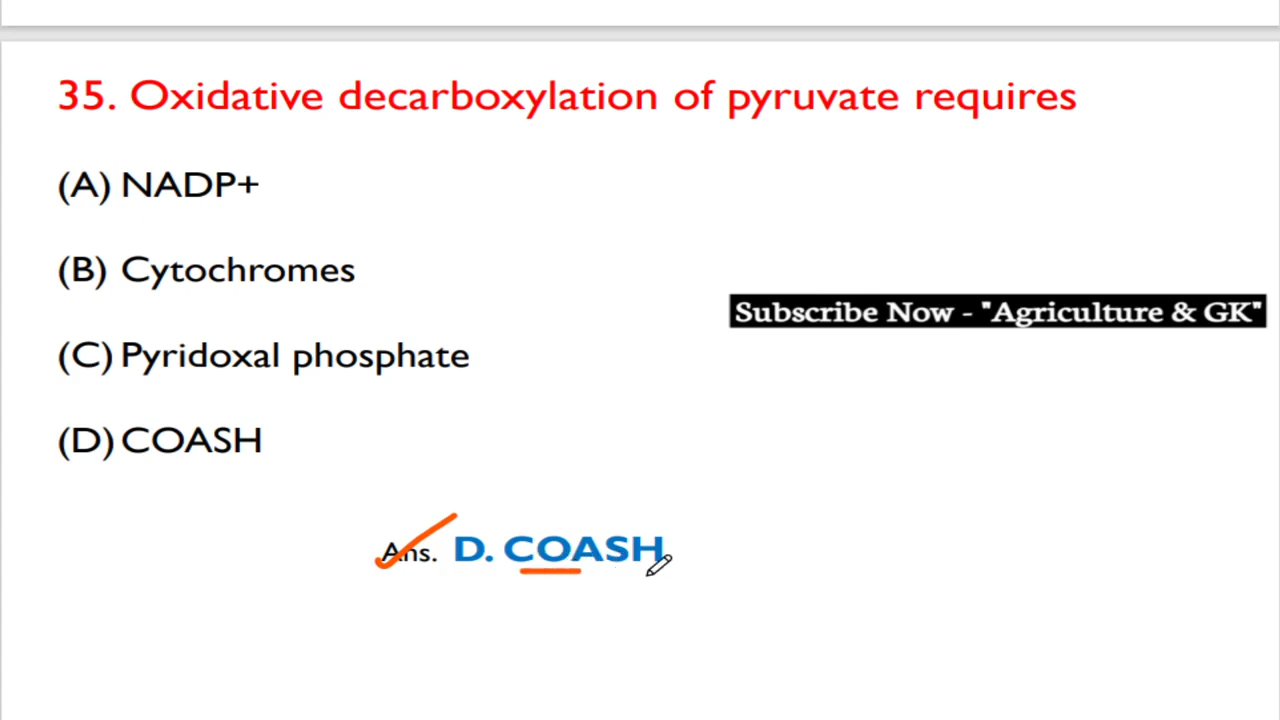 35. Oxidative decarboxylation of pyruvate requires
(A) NADP+
(B) Cytochromes
Subscribe Now - "Agriculture & GK"
(C) Pyridoxal phosphate
(D) COASH
Ans. D. COASH